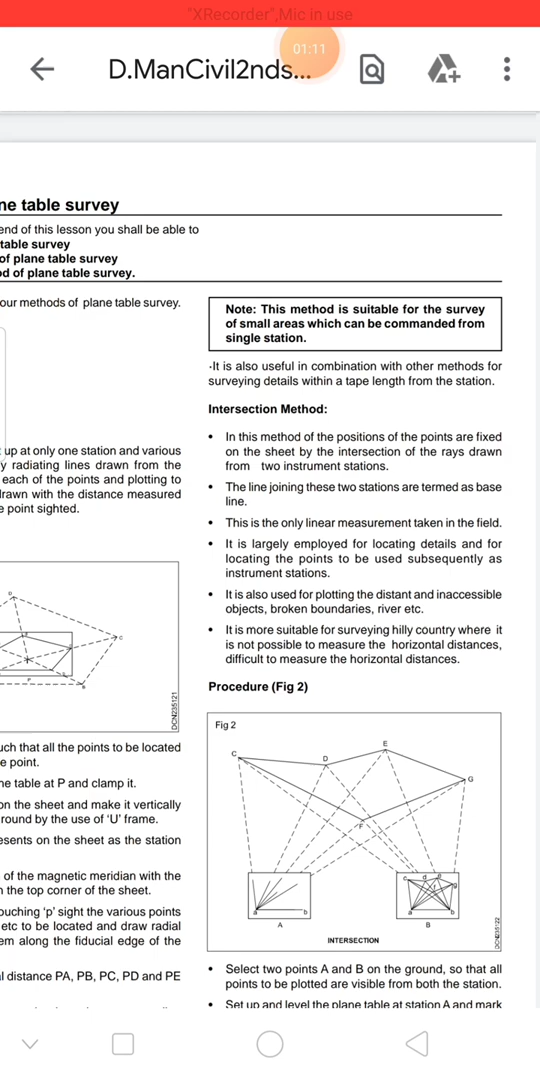 "XRecorder",Mic in use
01:11
D.ManCivil2nds...
ne table survey
end of this lesson you shall be able to
table survey
of plane table survey
od of plane table survey.
our methods of plane table survey.
up at only one station and various
y radiating lines drawn from the
each of the points and plotting to
drawn with the distance measured
e point sighted.
DCN235121
uch that all the points to be located
e point.
ne table at P and clamp it.
on the sheet and make it vertically
round by the use of 'U' frame.
esents on the sheet as the station
of the magnetic meridian with the
n the top corner of the sheet.
ouching 'p' sight the various points
etc to be located and draw radial
em along the fiducial edge of the
al distance PA, PB, PC, PD and PE
Note: This method is suitable for the survey
of small areas which can be commanded from
single station.
-It is also useful in combination with other methods for
surveying details within a tape length from the station.
Intersection Method:
• In this method of the positions of the points are fixed
on the sheet by the intersection of the rays drawn
from two instrument stations.
• The line joining these two stations are termed as base
line.
• This is the only linear measurement taken in the field.
• It is largely employed for locating details and for
locating the points to be used subsequently as
instrument stations.
• It is also used for plotting the distant and inaccessible
objects, broken boundaries, river etc.
• It is more suitable for surveying hilly country where it
is not possible to measure the horizontal distances,
difficult to measure the horizontal distances.
Procedure (Fig 2)
Fig 2
E
C
D
G
F
c d e
g
a b
a b
A
B
INTERSECTION
DCN235122
• Select two points A and B on the ground, so that all
points to be plotted are visible from both the station.
• Set up and level the plane table at station A and mark